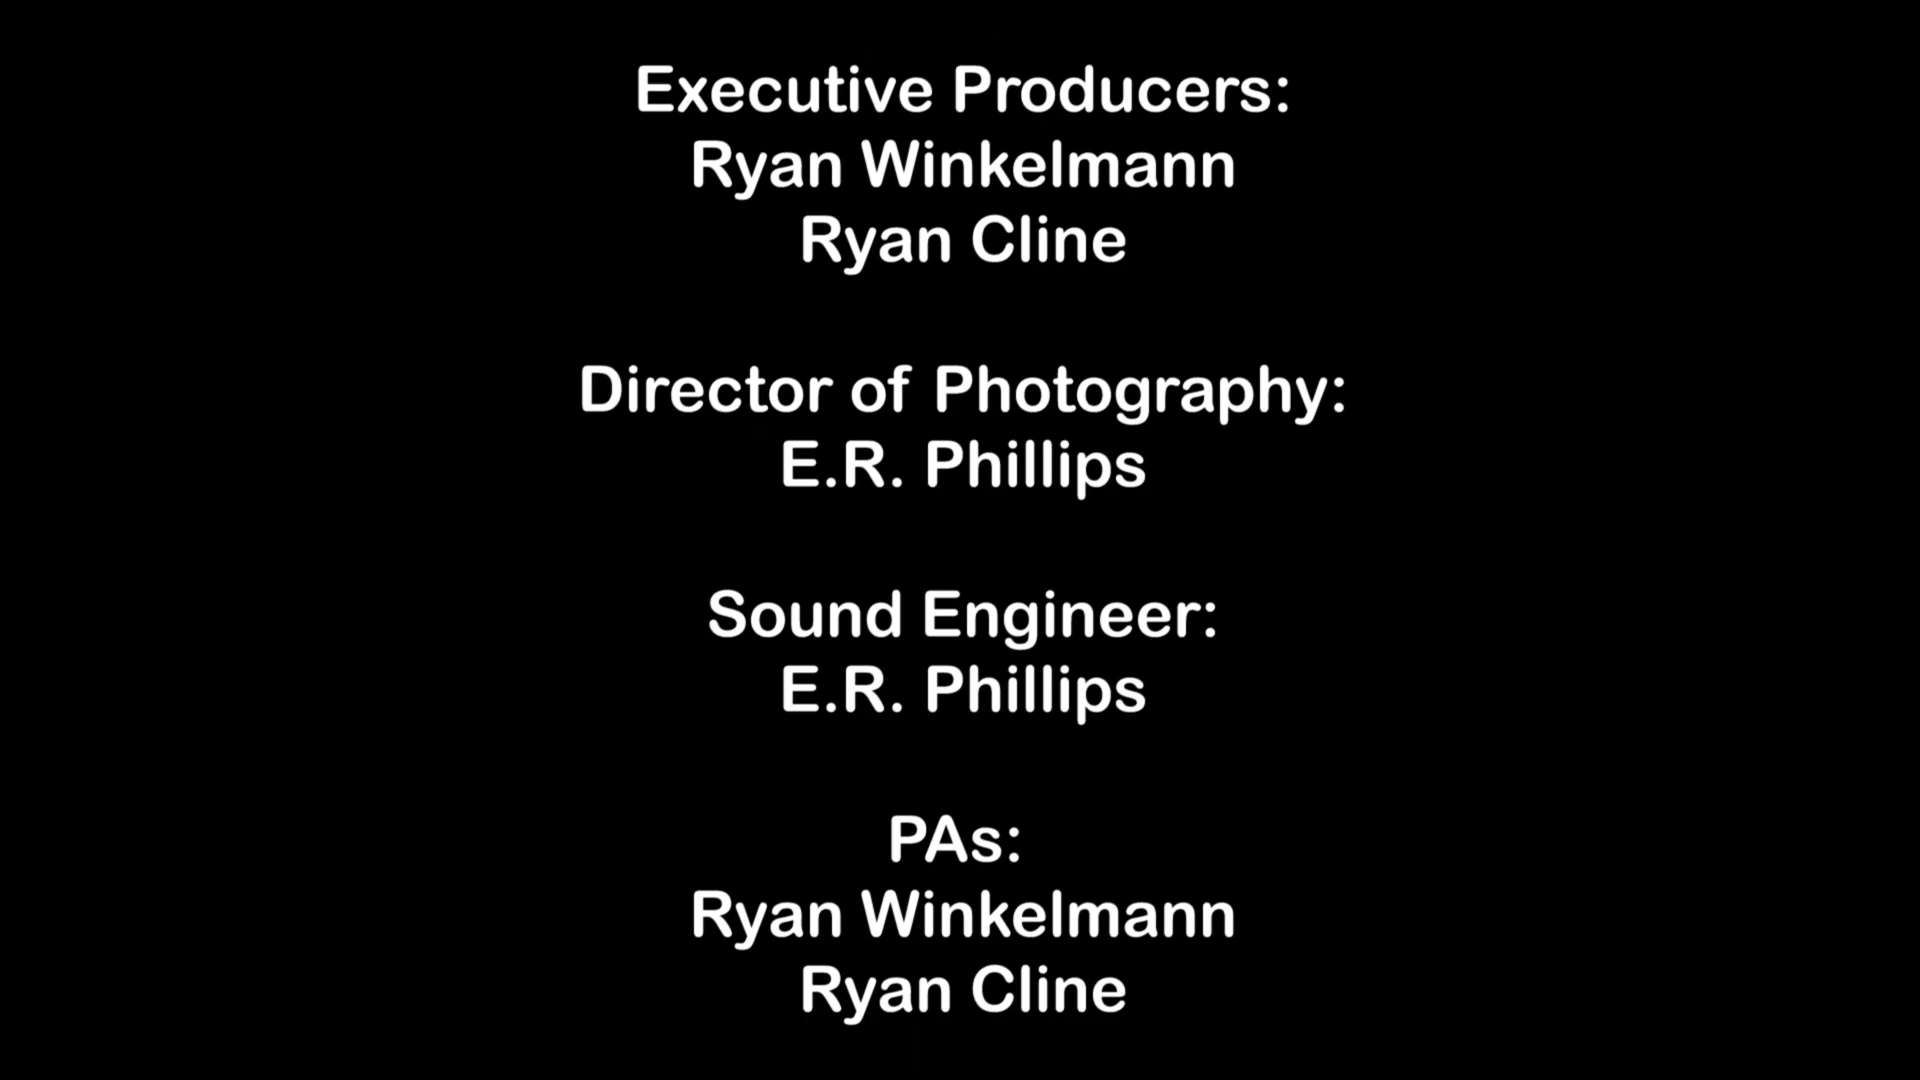 Executive Producers:
Ryan Winkelmann
Ryan Cline
Director of Photography:
E.R. Phillips
Sound Engineer:
E.R. Phillips
PAs:
Ryan Winkelmann
Ryan Cline